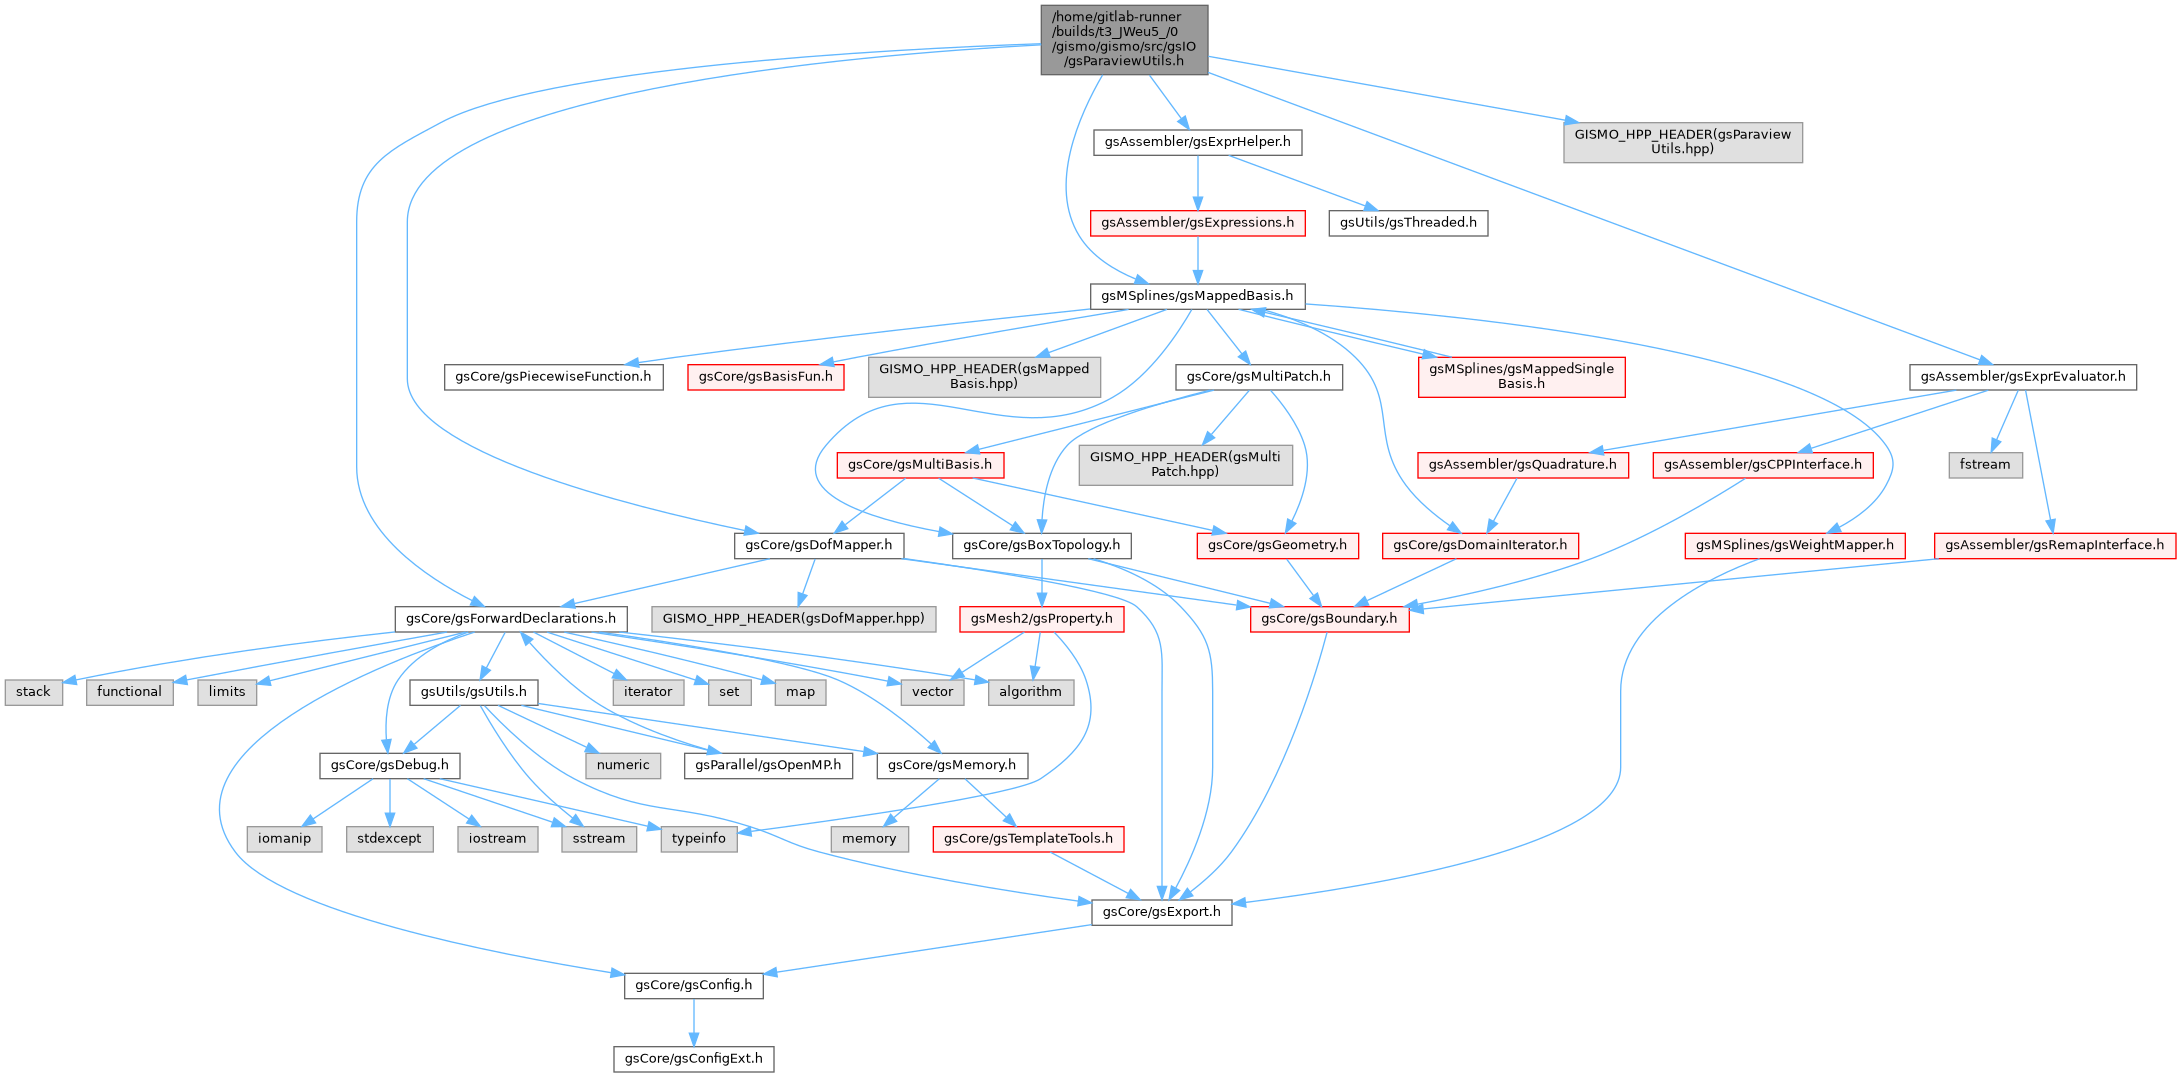 /home/gitlab-runner
/builds/t3_JWeu5_/0
/gismo/gismo/src/gsIO
/gsParaviewUtils.h
GISMO_HPP_HEADER(gsParaview
Utils.hpp)
gsAssembler/gsExprHelper.h
gsAssembler/gsExpressions.h
gsUtils/gsThreaded.h
gsMSplines/gsMappedBasis.h
gsCore/gsPiecewiseFunction.h
gsCore/gsBasisFun.h
GISMO_HPP_HEADER(gsMapped
Basis.hpp)
gsCore/gsMultiPatch.h
gsMSplines/gsMappedSingle
Basis.h
gsAssembler/gsExprEvaluator.h
gsCore/gsMultiBasis.h
GISMO_HPP_HEADER(gsMulti
Patch.hpp)
gsAssembler/gsQuadrature.h
gsAssembler/gsCPPInterface.h
fstream
gsCore/gsDofMapper.h
gsCore/gsBoxTopology.h
gsCore/gsGeometry.h
gsCore/gsDomainIterator.h
gsMSplines/gsWeightMapper.h
gsAssembler/gsRemapInterface.h
gsCore/gsForwardDeclarations.h
GISMO_HPP_HEADER(gsDofMapper.hpp)
gsMesh2/gsProperty.h
gsCore/gsBoundary.h
stack
functional
limits
gsUtils/gsUtils.h
iterator
set
map
vector
algorithm
gsCore/gsDebug.h
numeric
gsParallel/gsOpenMP.h
gsCore/gsMemory.h
iomanip
stdexcept
iostream
sstream
typeinfo
memory
gsCore/gsTemplateTools.h
gsCore/gsExport.h
gsCore/gsConfig.h
gsCore/gsConfigExt.h